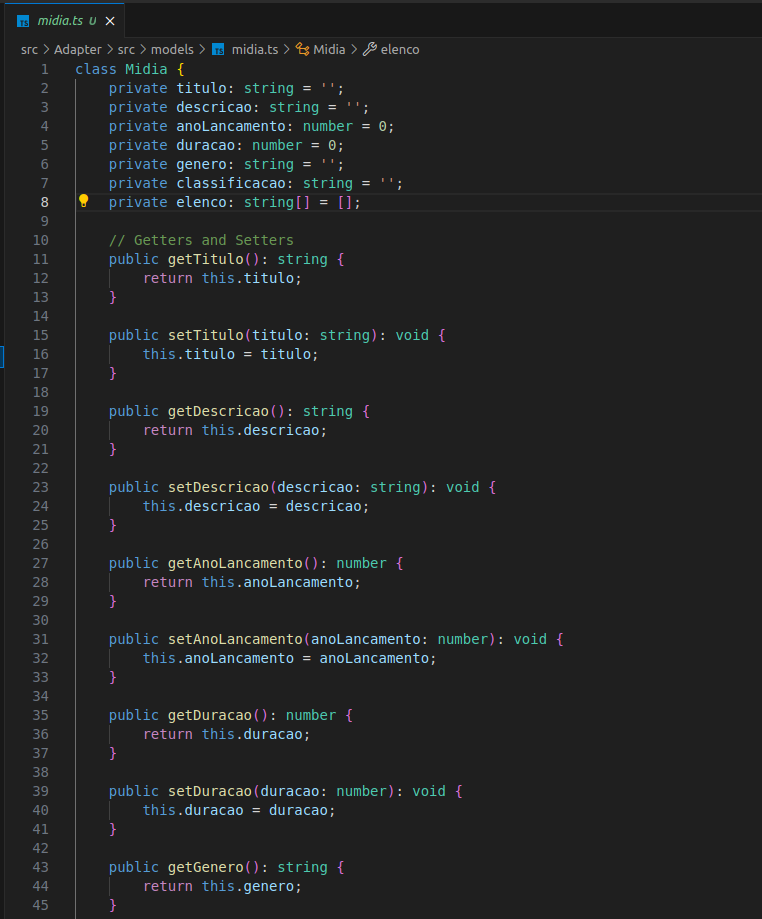 TS midia.ts U ×
src > Adapter > src > models > TS midia.ts > Midia > elenco
1 class Midia {
2     private titulo: string = '';
3     private descricao: string = '';
4     private anoLancamento: number = 0;
5     private duracao: number = 0;
6     private genero: string = '';
7     private classificacao: string = '';
8     private elenco: string[] = [];
9
10     // Getters and Setters
11     public getTitulo(): string {
12         return this.titulo;
13     }
14
15     public setTitulo(titulo: string): void {
16         this.titulo = titulo;
17     }
18
19     public getDescricao(): string {
20         return this.descricao;
21     }
22
23     public setDescricao(descricao: string): void {
24         this.descricao = descricao;
25     }
26
27     public getAnoLancamento(): number {
28         return this.anoLancamento;
29     }
30
31     public setAnoLancamento(anoLancamento: number): void {
32         this.anoLancamento = anoLancamento;
33     }
34
35     public getDuracao(): number {
36         return this.duracao;
37     }
38
39     public setDuracao(duracao: number): void {
40         this.duracao = duracao;
41     }
42
43     public getGenero(): string {
44         return this.genero;
45     }